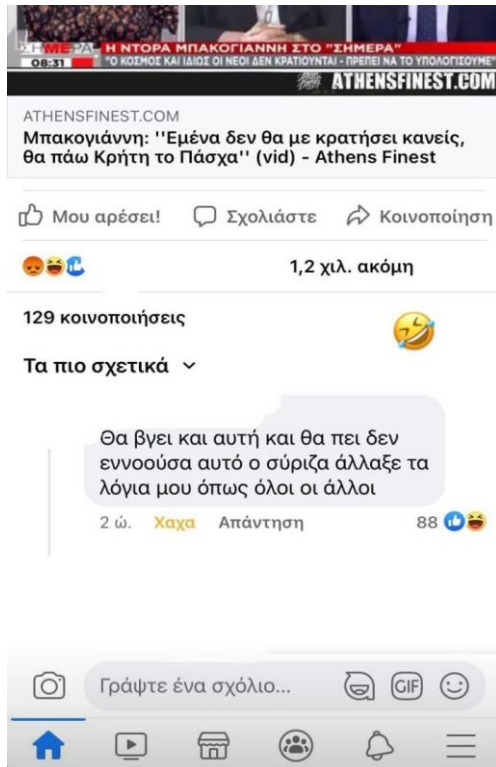 ΣΗΜΕΡΑ Η ΝΤΟΡΑ ΜΠΑΚΟΓΙΑΝΝΗ ΣΤΟ "ΣΗΜΕΡΑ"
08:31 "Ο ΚΟΣΜΟΣ ΚΑΙ ΙΔΙΩΣ ΟΙ ΝΕΟΙ ΔΕΝ ΚΡΑΤΙΟΥΝΤΑΙ - ΠΡΕΠΕΙ ΝΑ ΤΟ ΥΠΟΛΟΓΙΣΟΥΜΕ"
ATHENSFINEST.COM
ATHENSFINEST.COM
Μπακογιάννη: ''Εμένα δεν θα με κρατήσει κανείς,
θα πάω Κρήτη το Πάσχα'' (vid) - Athens Finest
Μου αρέσει! Σχολιάστε Κοινοποίηση
1,2 χιλ. ακόμη
129 κοινοποιήσεις
Τα πιο σχετικά
Θα βγει και αυτή και θα πει δεν
εννοούσα αυτό ο σύριζα άλλαξε τα
λόγια μου όπως όλοι οι άλλοι
2 ώ. Χαχα Απάντηση 88
Γράψτε ένα σχόλιο... GIF